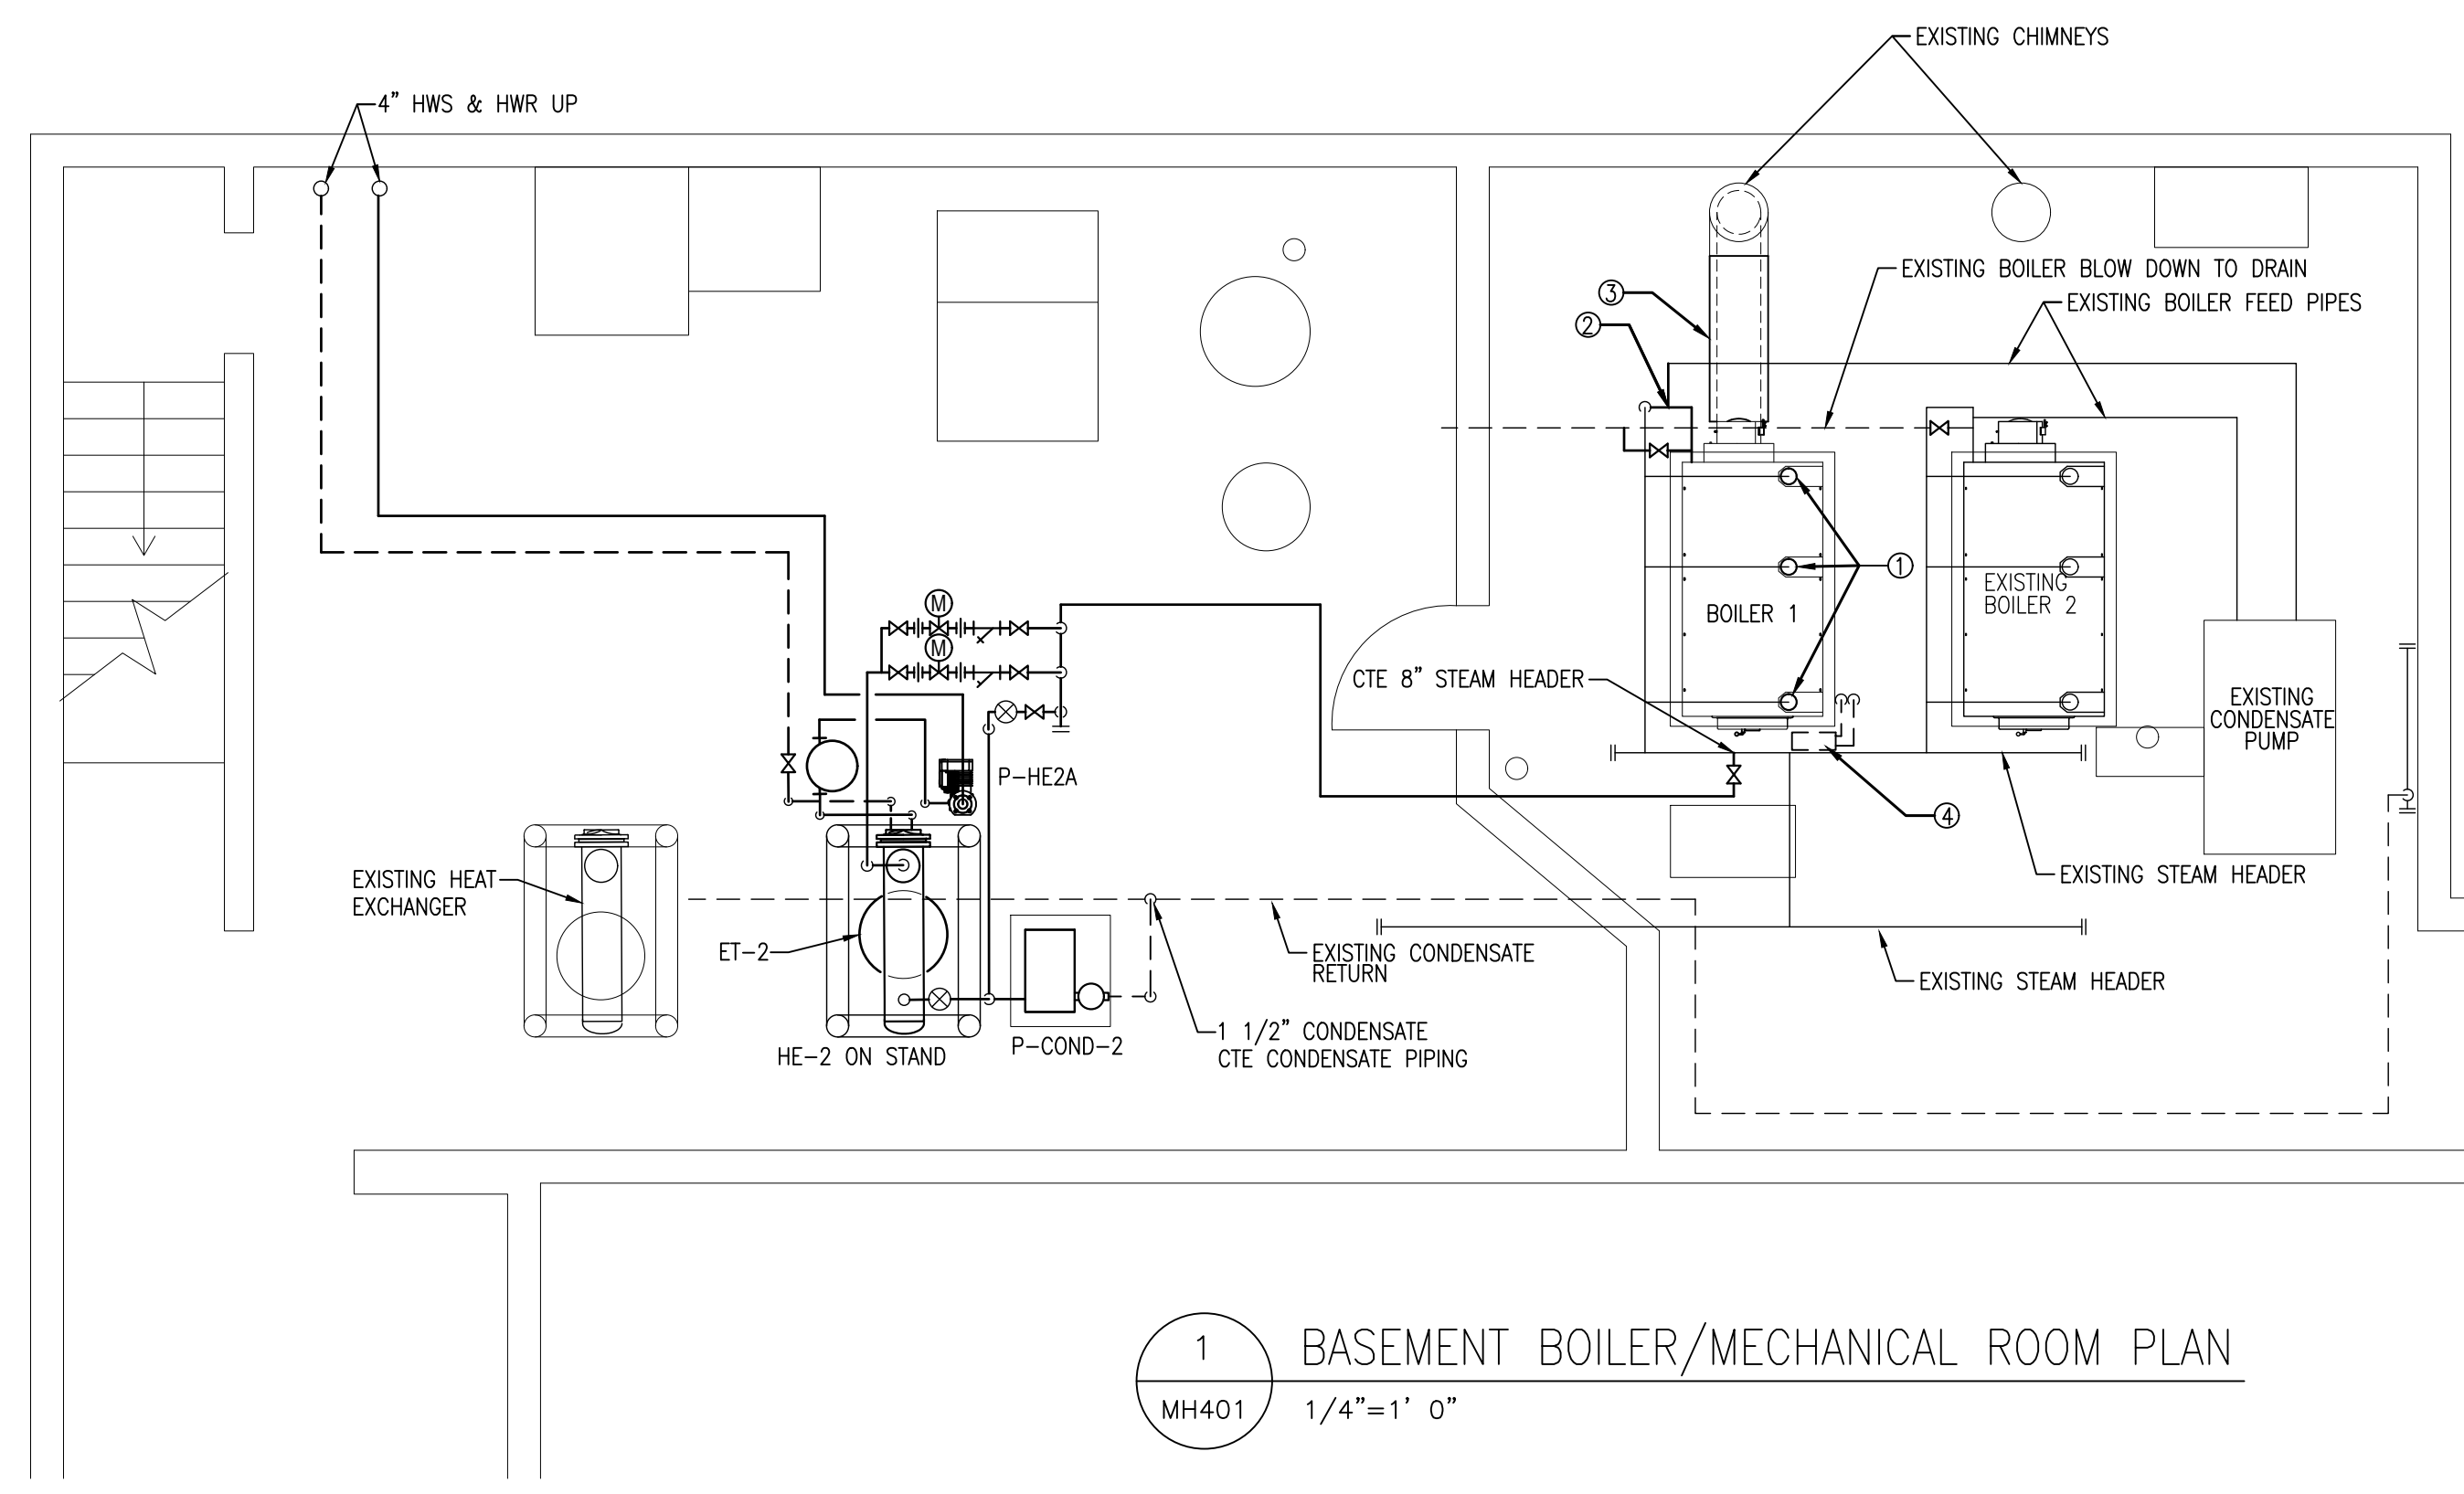 EXISTING CHIMNEYS
4" HWS & HWR UP
EXISTING BOILER BLOW DOWN TO DRAIN
3
EXISTING BOILER FEED PIPES
2
1
M
M
BOILER 1
EXISTING
BOILER 2
CTE 8" STEAM HEADER
EXISTING
CONDENSATE
PUMP
P-HE2A
4
EXISTING HEAT
EXCHANGER
EXISTING STEAM HEADER
ET-2
EXISTING CONDENSATE
RETURN
EXISTING STEAM HEADER
1 1/2" CONDENSATE
CTE CONDENSATE PIPING
P-COND-2
HE-2 ON STAND
1
BASEMENT BOILER/MECHANICAL ROOM PLAN
MH401
1/4"=1' 0"